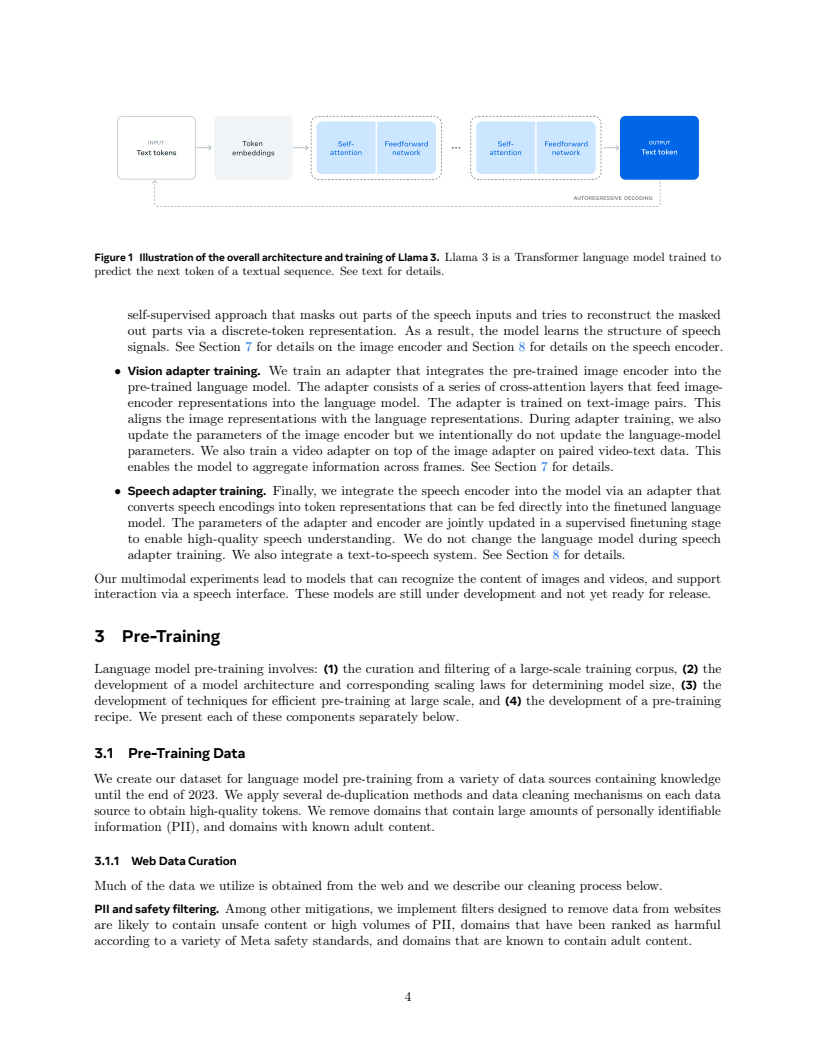 INPUT
Text tokens
Token
embeddings
Self-
attention
Feedforward
network
...
Self-
attention
Feedforward
network
OUTPUT
Text token
AUTOREGRESSIVE DECODING
Figure 1 Illustration of the overall architecture and training of Llama 3. Llama 3 is a Transformer language model trained to
predict the next token of a textual sequence. See text for details.
self-supervised approach that masks out parts of the speech inputs and tries to reconstruct the masked
out parts via a discrete-token representation. As a result, the model learns the structure of speech
signals. See Section 7 for details on the image encoder and Section 8 for details on the speech encoder.
• Vision adapter training. We train an adapter that integrates the pre-trained image encoder into the
pre-trained language model. The adapter consists of a series of cross-attention layers that feed image-
encoder representations into the language model. The adapter is trained on text-image pairs. This
aligns the image representations with the language representations. During adapter training, we also
update the parameters of the image encoder but we intentionally do not update the language-model
parameters. We also train a video adapter on top of the image adapter on paired video-text data. This
enables the model to aggregate information across frames. See Section 7 for details.
• Speech adapter training. Finally, we integrate the speech encoder into the model via an adapter that
converts speech encodings into token representations that can be fed directly into the finetuned language
model. The parameters of the adapter and encoder are jointly updated in a supervised finetuning stage
to enable high-quality speech understanding. We do not change the language model during speech
adapter training. We also integrate a text-to-speech system. See Section 8 for details.
Our multimodal experiments lead to models that can recognize the content of images and videos, and support
interaction via a speech interface. These models are still under development and not yet ready for release.
3 Pre-Training
Language model pre-training involves: (1) the curation and filtering of a large-scale training corpus, (2) the
development of a model architecture and corresponding scaling laws for determining model size, (3) the
development of techniques for efficient pre-training at large scale, and (4) the development of a pre-training
recipe. We present each of these components separately below.
3.1 Pre-Training Data
We create our dataset for language model pre-training from a variety of data sources containing knowledge
until the end of 2023. We apply several de-duplication methods and data cleaning mechanisms on each data
source to obtain high-quality tokens. We remove domains that contain large amounts of personally identifiable
information (PII), and domains with known adult content.
3.1.1 Web Data Curation
Much of the data we utilize is obtained from the web and we describe our cleaning process below.
PII and safety filtering. Among other mitigations, we implement filters designed to remove data from websites
are likely to contain unsafe content or high volumes of PII, domains that have been ranked as harmful
according to a variety of Meta safety standards, and domains that are known to contain adult content.
4